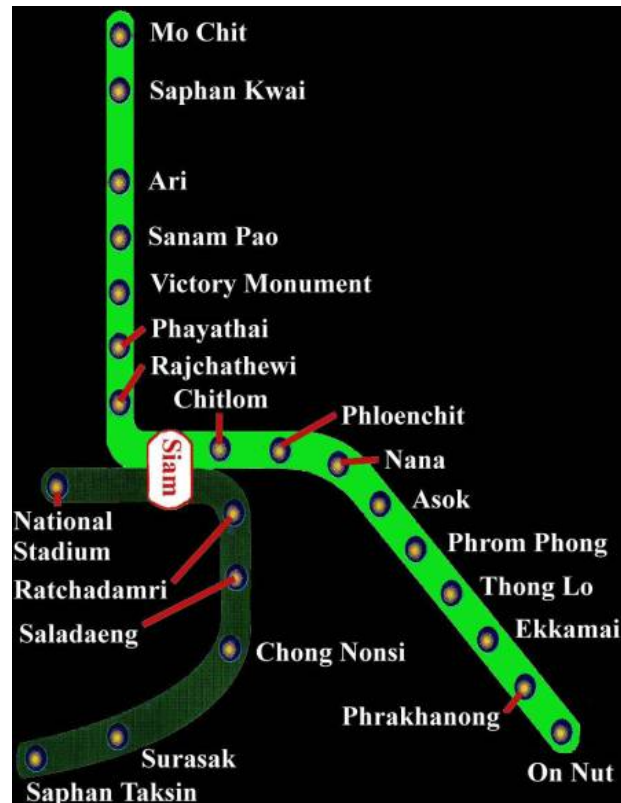 Mo Chit
Saphan Kwai
Ari
Sanam Pao
Victory Monument
Phayathai
Rajchathewi
Chitlom
Phloenchit
Siam
Nana
Asok
National
Stadium
Phrom Phong
Ratchadamri
Thong Lo
Saladaeng
Ekkamai
Chong Nonsi
Phrakhanong
Surasak
On Nut
Saphan Taksin